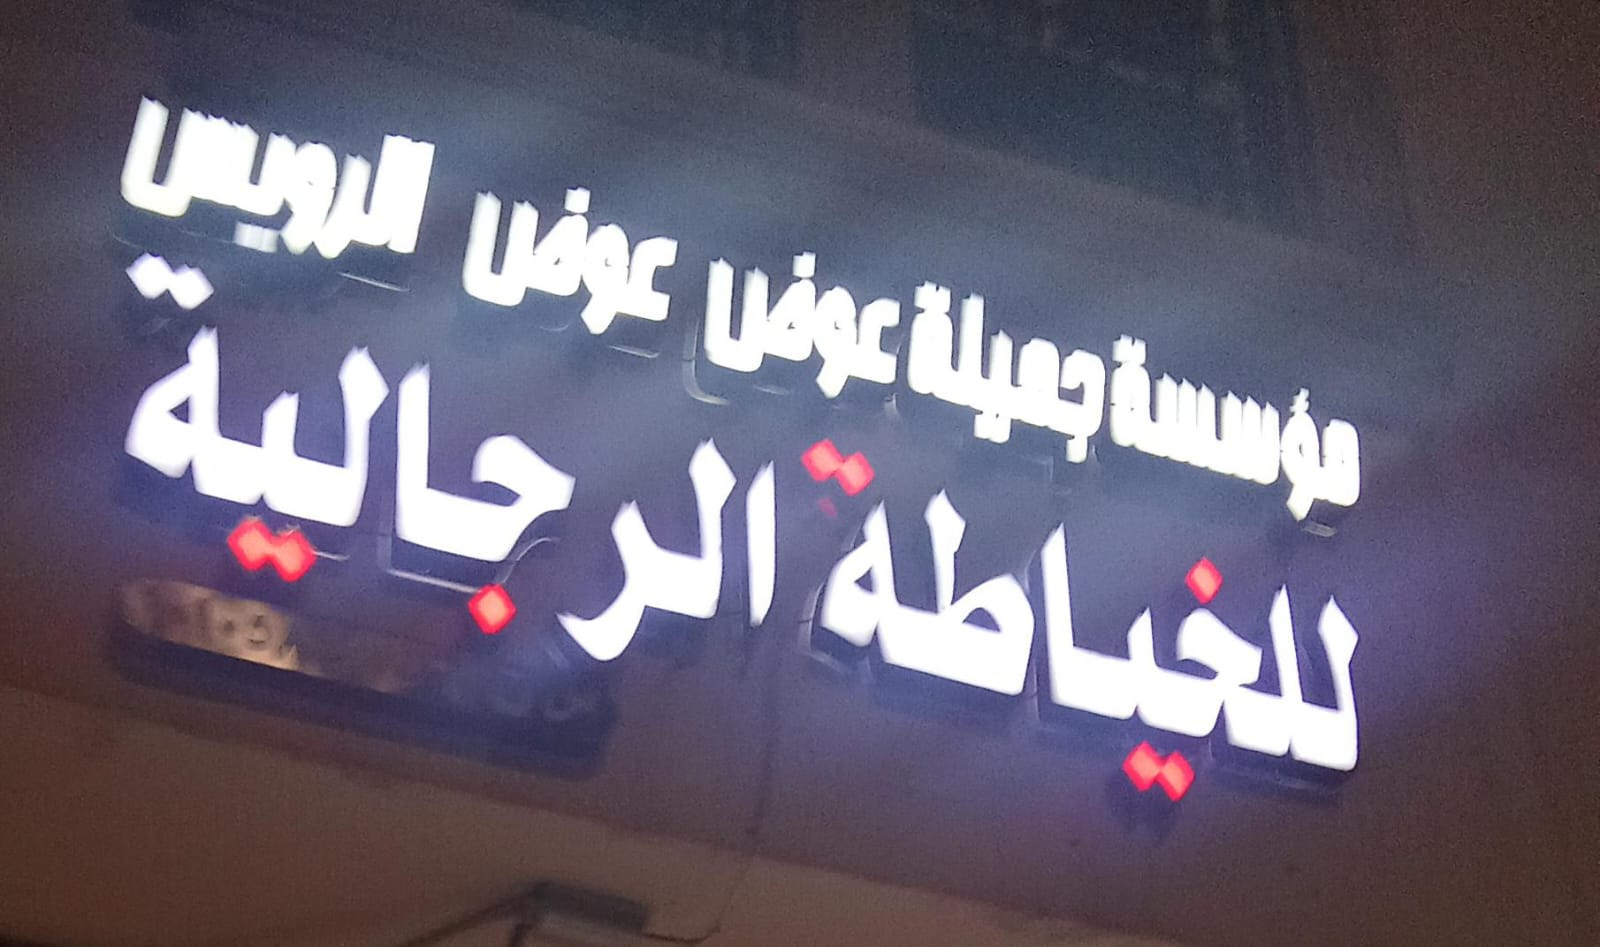 مؤسسة جميلة عوض عوض الرويس
للخياطة الرجالية